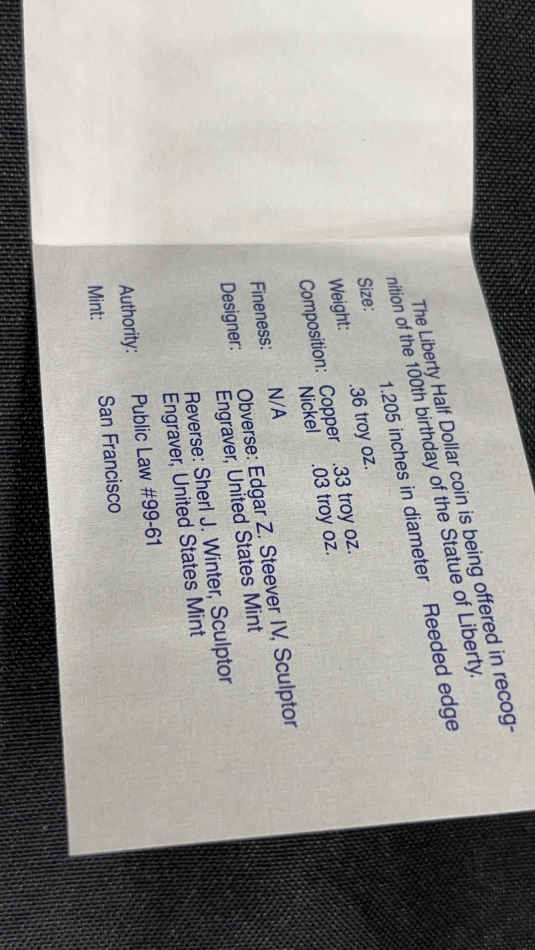 The Liberty Half Dollar coin is being offered in recog-
nition of the 100th birthday of the Statue of Liberty.
Size: 1.205 inches in diameter Reeded edge
Weight: .36 troy oz.
Composition: Copper .33 troy oz.
Nickel .03 troy oz.
Fineness: N/A
Designer: Obverse: Edgar Z. Steever IV, Sculptor
Engraver, United States Mint
Reverse: Sherl J. Winter, Sculptor
Engraver, United States Mint
Authority: Public Law #99-61
Mint: San Francisco